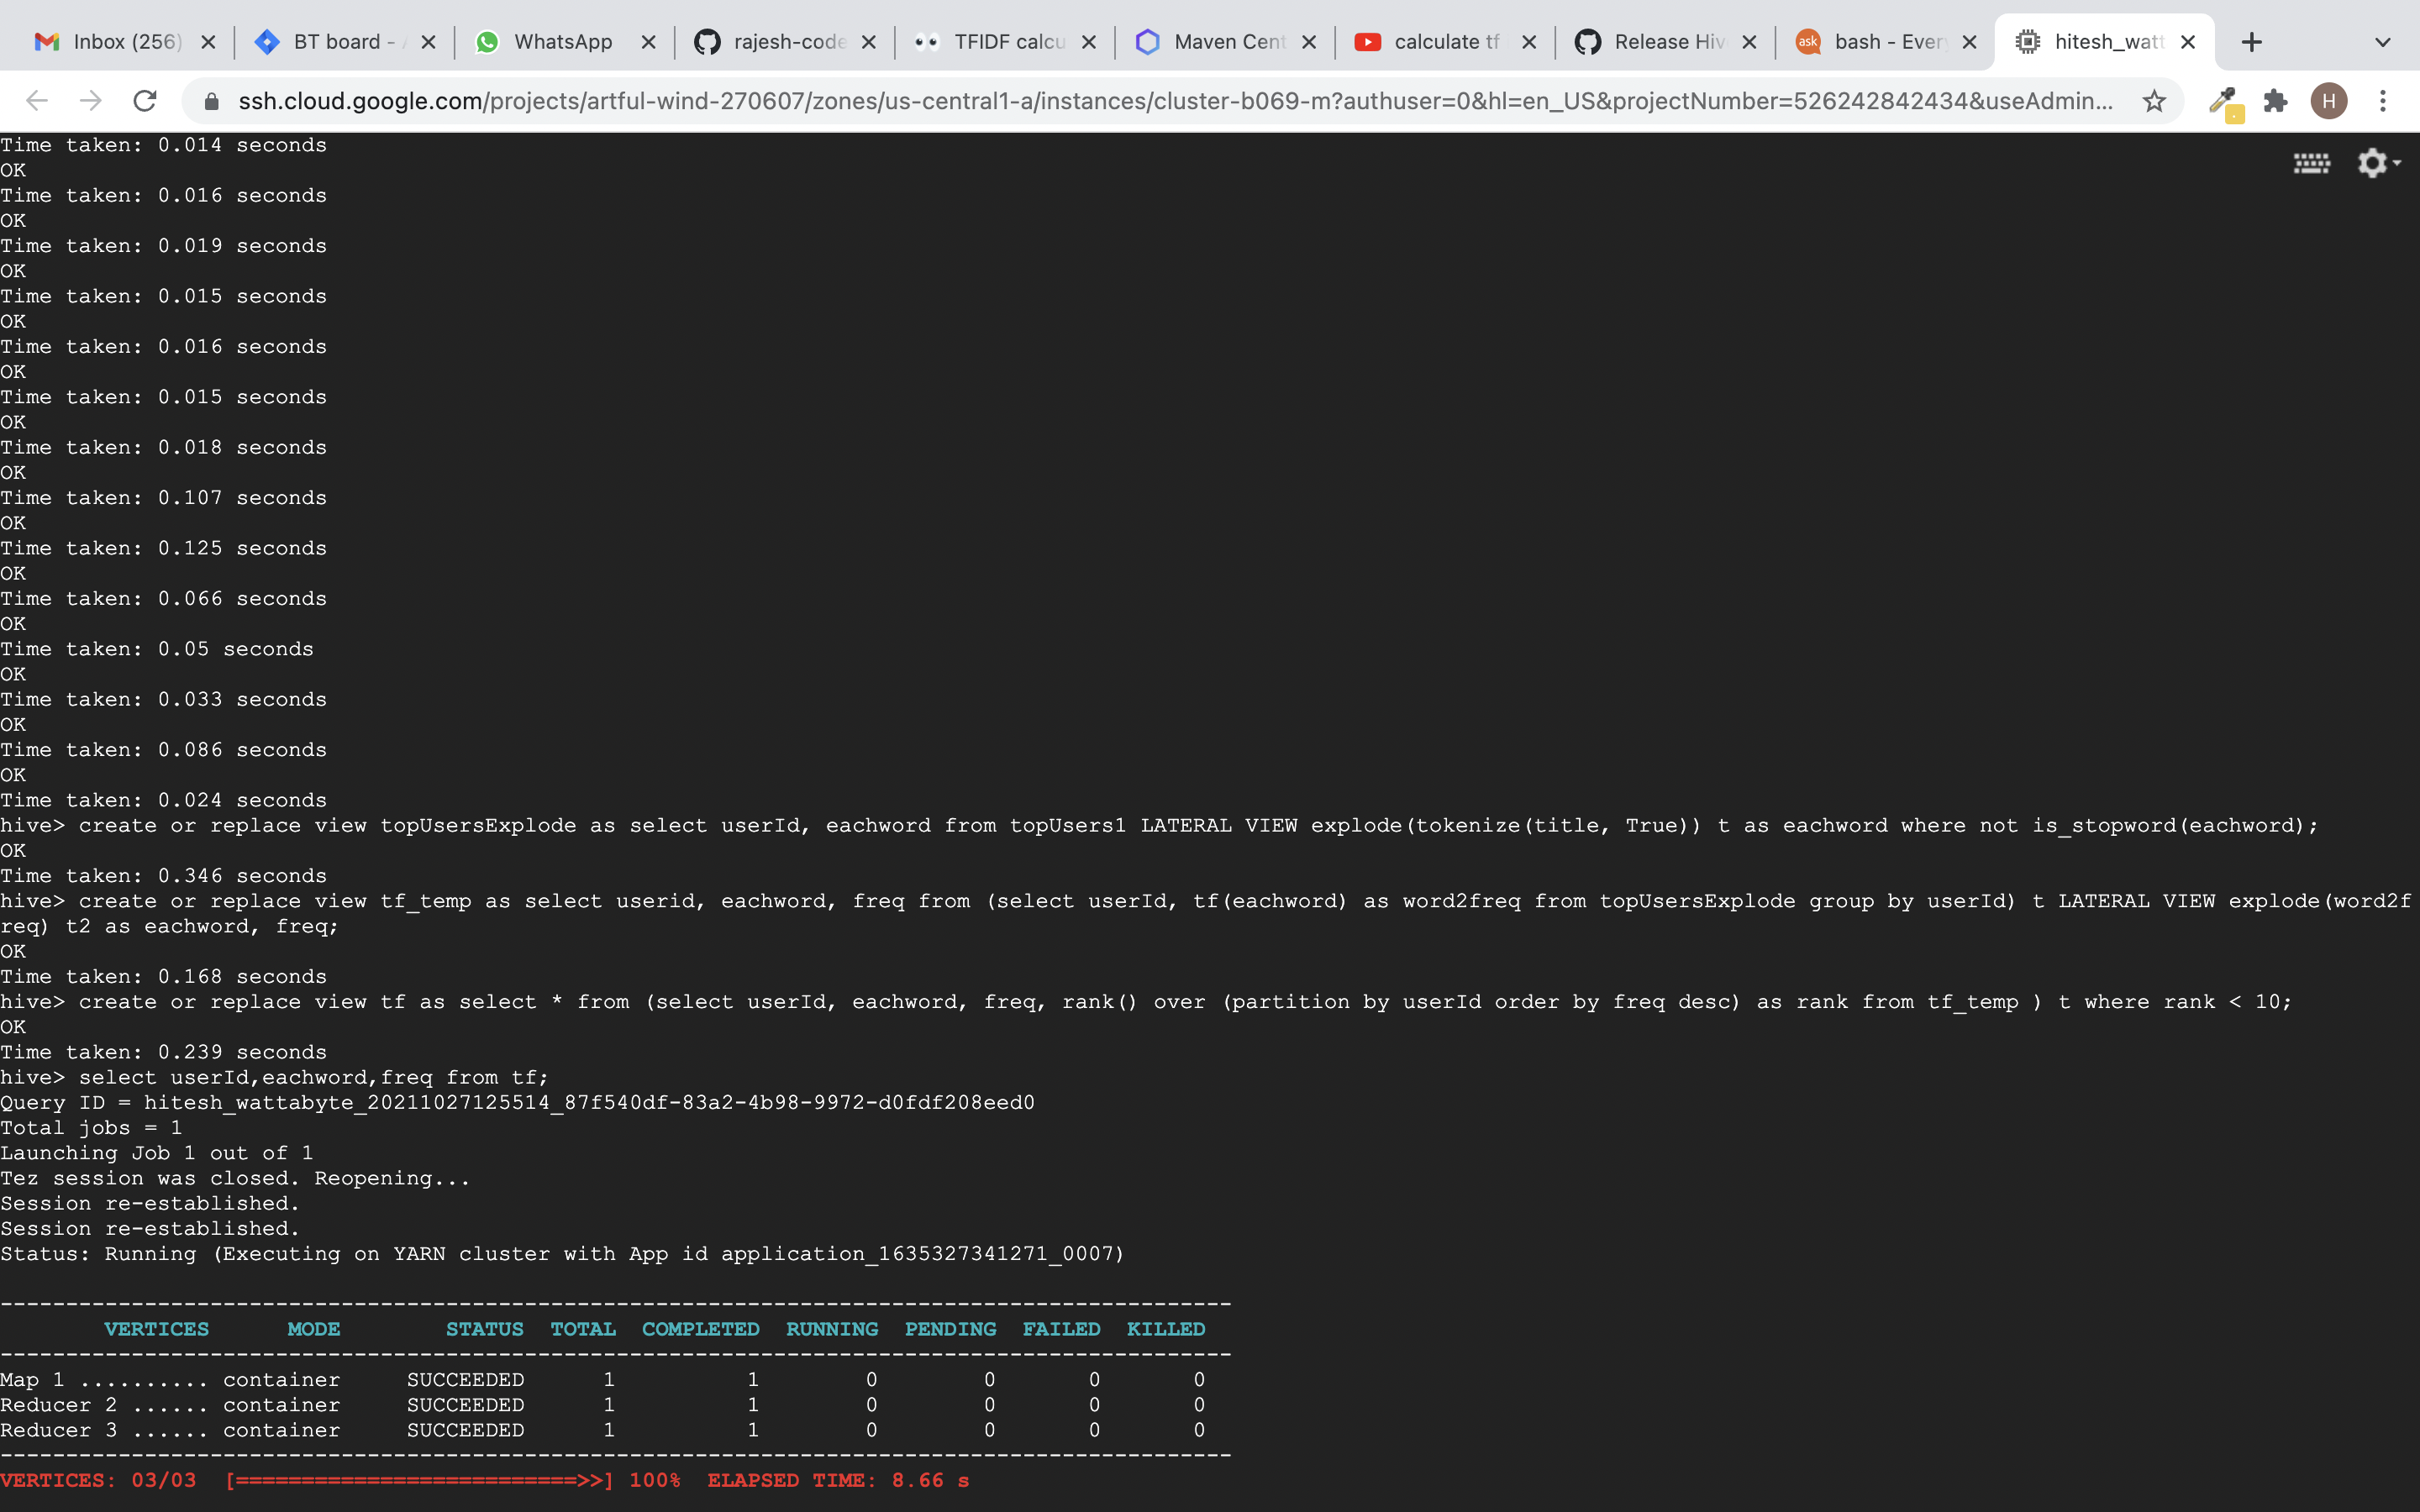 Inbox (256)
BT board -
WhatsApp
rajesh-code
TFIDF calcu
Maven Cent
calculate tf
Release Hiv
ask
bash - Ever
hitesh_watt
ssh.cloud.google.com/projects/artful-wind-270607/zones/us-central1-a/instances/cluster-b069-m?authuser=0&hl=en_US&projectNumber=526242842434&useAdmin...
H
Time taken: 0.014 seconds
OK
Time taken: 0.016 seconds
OK
Time taken: 0.019 seconds
OK
Time taken: 0.015 seconds
OK
Time taken: 0.016 seconds
OK
Time taken: 0.015 seconds
OK
Time taken: 0.018 seconds
OK
Time taken: 0.107 seconds
OK
Time taken: 0.125 seconds
OK
Time taken: 0.066 seconds
OK
Time taken: 0.05 seconds
OK
Time taken: 0.033 seconds
OK
Time taken: 0.086 seconds
OK
Time taken: 0.024 seconds
hive> create or replace view topUsersExplode as select userId, eachword from topUsers1 LATERAL VIEW explode(tokenize(title, True)) t as eachword where not is_stopword(eachword);
OK
Time taken: 0.346 seconds
hive> create or replace view tf_temp as select userid, eachword, freq from (select userId, tf(eachword) as word2freq from topUsersExplode group by userId) t LATERAL VIEW explode(word2f
req) t2 as eachword, freq;
OK
Time taken: 0.168 seconds
hive> create or replace view tf as select * from (select userId, eachword, freq, rank() over (partition by userId order by freq desc) as rank from tf_temp ) t where rank < 10;
OK
Time taken: 0.239 seconds
hive> select userId,eachword,freq from tf;
Query ID = hitesh_wattabyte_20211027125514_87f540df-83a2-4b98-9972-d0fdf208eed0
Total jobs = 1
Launching Job 1 out of 1
Tez session was closed. Reopening...
Session re-established.
Session re-established.
Status: Running (Executing on YARN cluster with App id application_1635327341271_0007)
----------------------------------------------------------------------------------------------
VERTICES MODE STATUS TOTAL COMPLETED RUNNING PENDING FAILED KILLED
----------------------------------------------------------------------------------------------
Map 1 .......... container SUCCEEDED 1 1 0 0 0 0
Reducer 2 ...... container SUCCEEDED 1 1 0 0 0 0
Reducer 3 ...... container SUCCEEDED 1 1 0 0 0 0
----------------------------------------------------------------------------------------------
VERTICES: 03/03 [==========================>>] 100% ELAPSED TIME: 8.66 s